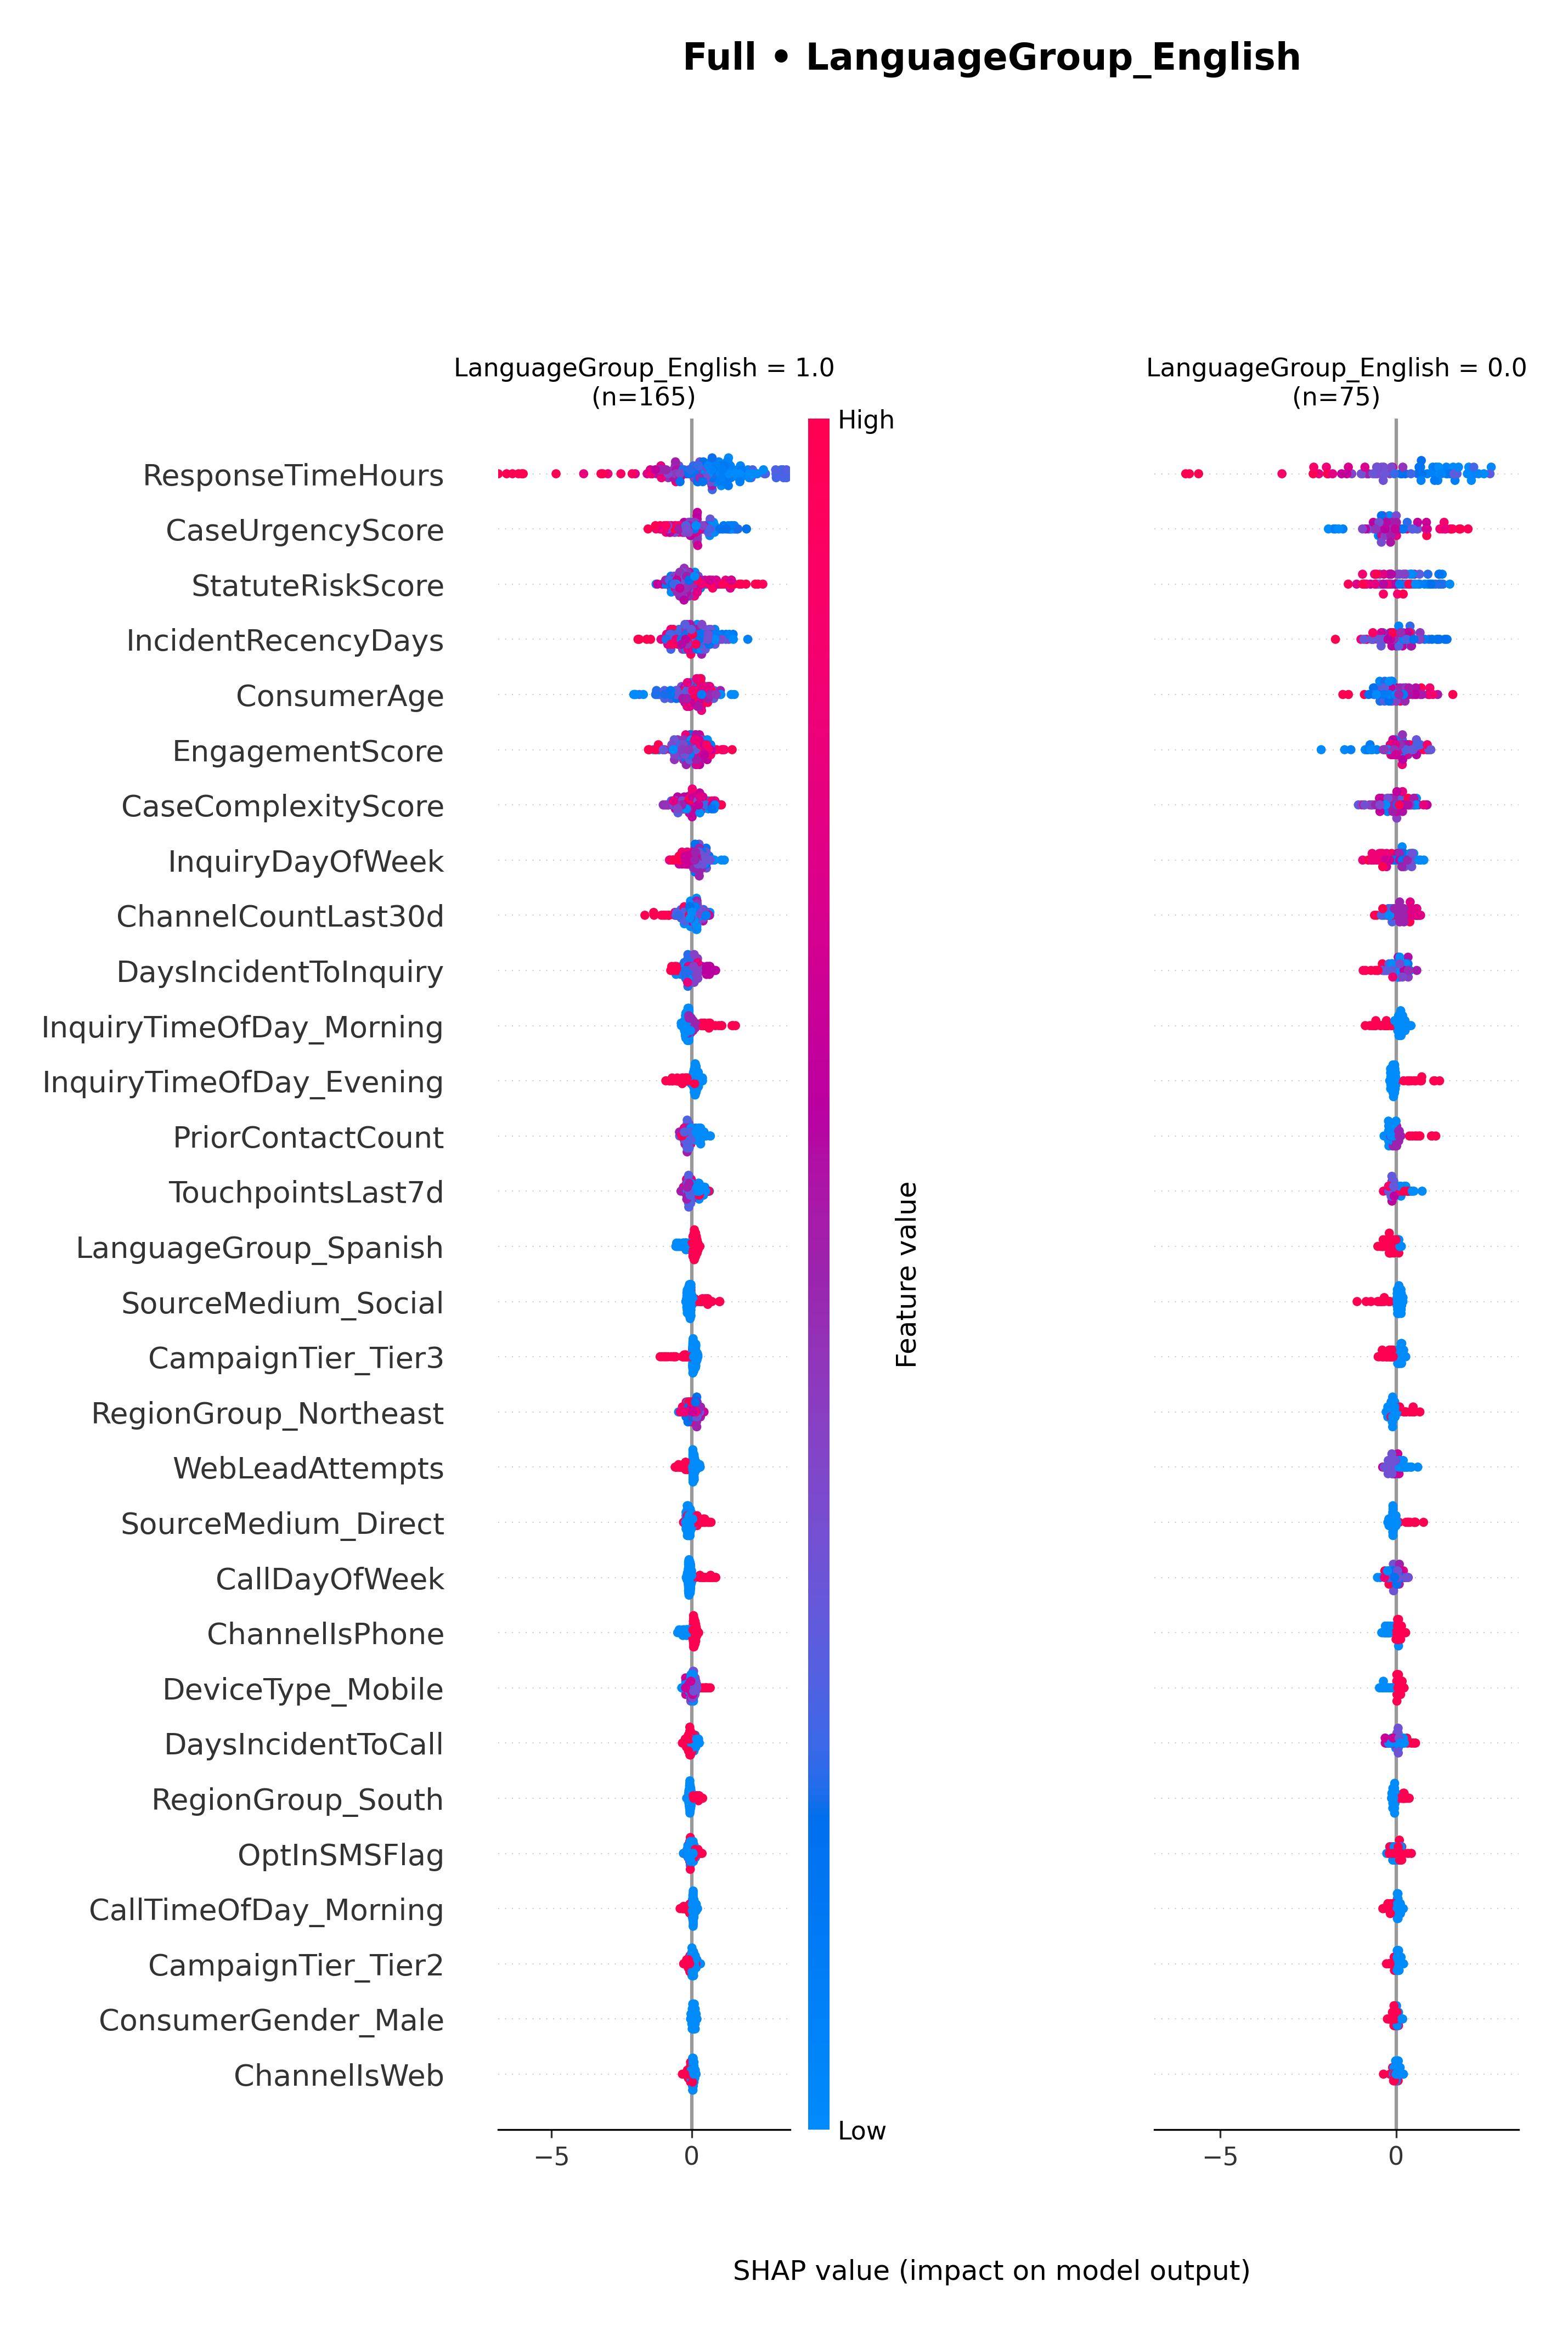 Full • LanguageGroup_English
LanguageGroup_English = 1.0
(n=165)
LanguageGroup_English = 0.0
(n=75)
High
ResponseTimeHours
CaseUrgencyScore
StatuteRiskScore
IncidentRecencyDays
ConsumerAge
EngagementScore
CaseComplexityScore
InquiryDayOfWeek
ChannelCountLast30d
DaysIncidentToInquiry
InquiryTimeOfDay_Morning
InquiryTimeOfDay_Evening
PriorContactCount
TouchpointsLast7d
LanguageGroup_Spanish
SourceMedium_Social
CampaignTier_Tier3
RegionGroup_Northeast
WebLeadAttempts
SourceMedium_Direct
CallDayOfWeek
ChannelIsPhone
DeviceType_Mobile
DaysIncidentToCall
RegionGroup_South
OptInSMSFlag
CallTimeOfDay_Morning
CampaignTier_Tier2
ConsumerGender_Male
ChannelIsWeb
Feature value
Low
−5 0
−5 0
SHAP value (impact on model output)